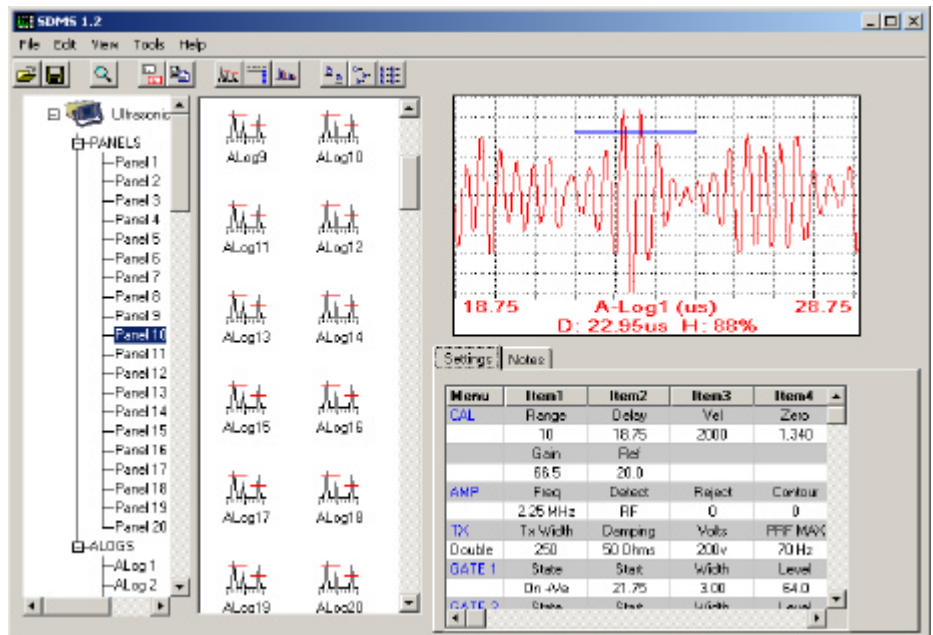 SDMS 1.2
File Edit View Tools Help
Ultrasonic
PANELS
Panel 1
Panel 2
Panel 3
Panel 4
Panel 5
Panel 6
Panel 7
Panel 8
Panel 9
Panel 10
Panel 11
Panel 12
Panel 13
Panel 14
Panel 15
Panel 16
Panel 17
Panel 18
Panel 19
Panel 20
ALOGS
ALog 1
ALog 2
ALog9 ALog10
ALog11 ALog12
ALog13 ALog14
ALog15 ALog16
ALog17 ALog18
ALog19 ALog20
18.75 A-Log1 (us) 28.75
D: 22.95us H: 88%
Settings Notes
Menu Item1 Item2 Item3 Item4
CAL Range Delay Vel Zero
10 18.75 2000 1.340
Gain Ref
66.5 20.0
AMP Freq Detect Reject Contour
2.25 MHz RF 0 0
TX Tx Width Damping Volts PRF MAX
Double 250 50 Ohms 200v 70 Hz
GATE 1 State Start Width Level
On -Ve 21.75 3.00 64.0
GATE 2 State Start Width Level